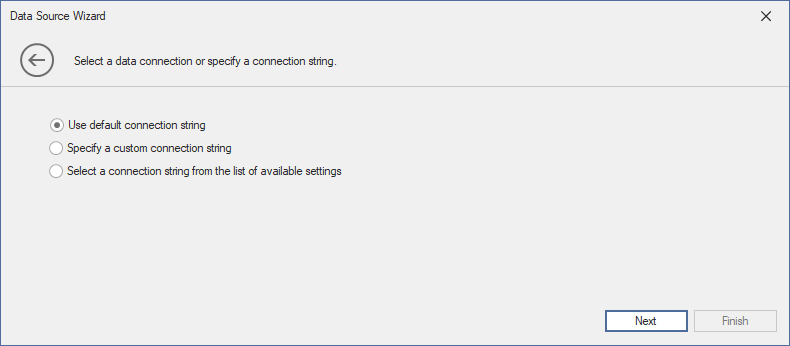 Data Source Wizard
Select a data connection or specify a connection string.
Use default connection string
Specify a custom connection string
Select a connection string from the list of available settings
Next
Finish